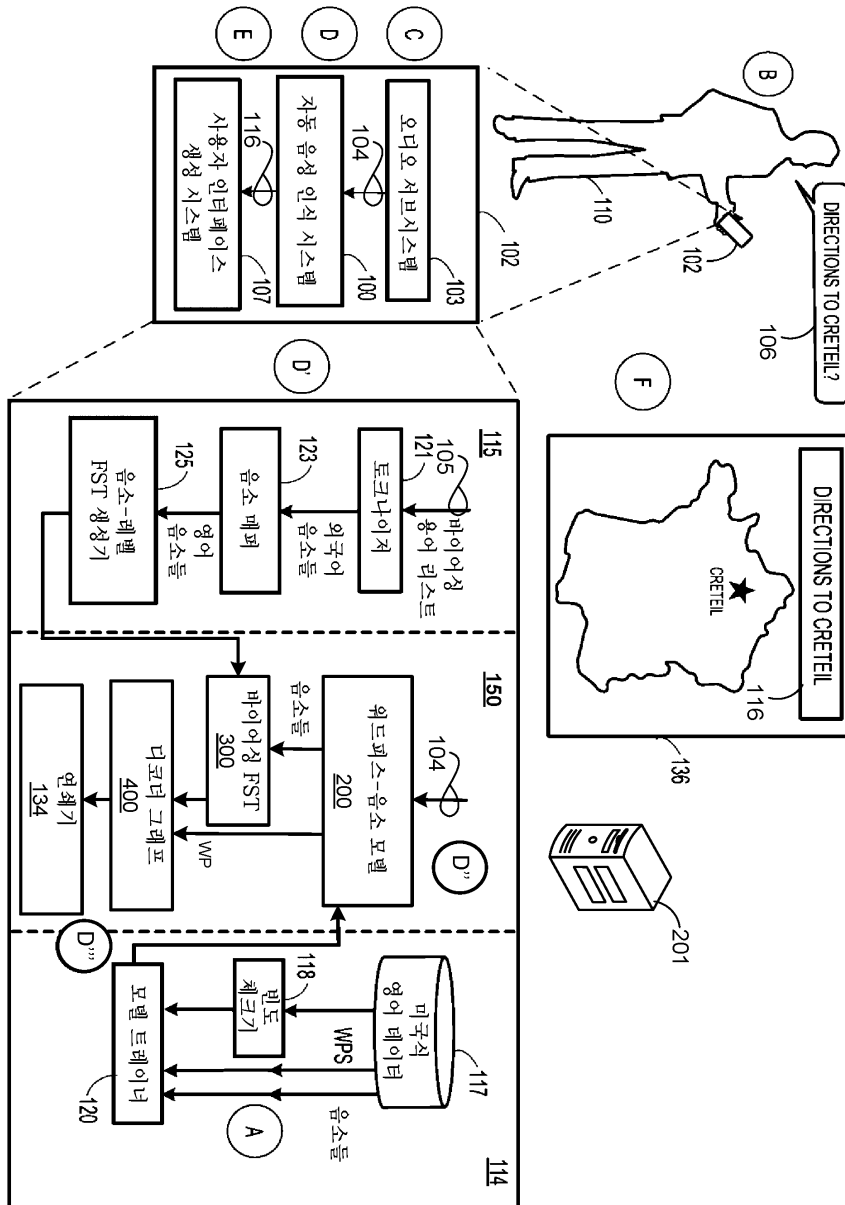 DIRECTIONS TO CRETEIL?
106
B
102
110
F
DIRECTIONS TO CRETEIL
116
CRETEIL
136
201
102
C
오디오 서브시스템
103
104
D
자동 음성 인식 시스템
100
116
E
사용자 인터페이스
생성 시스템
107
D'
115
105
바이어싱
용어 리스트
토크나이저
121
외국어
음소들
음소 매퍼
123
영어
음소들
음소-레벨
FST 생성기
125
150
104
D''
워드피스-음소 모델
200
음소들
바이어싱 FST
300
WP
디코더 그래프
400
연쇄기
134
D'''
114
미국식
영어 데이터
117
빈도
체크기
118
WPS
음소들
A
모델 트레이너
120